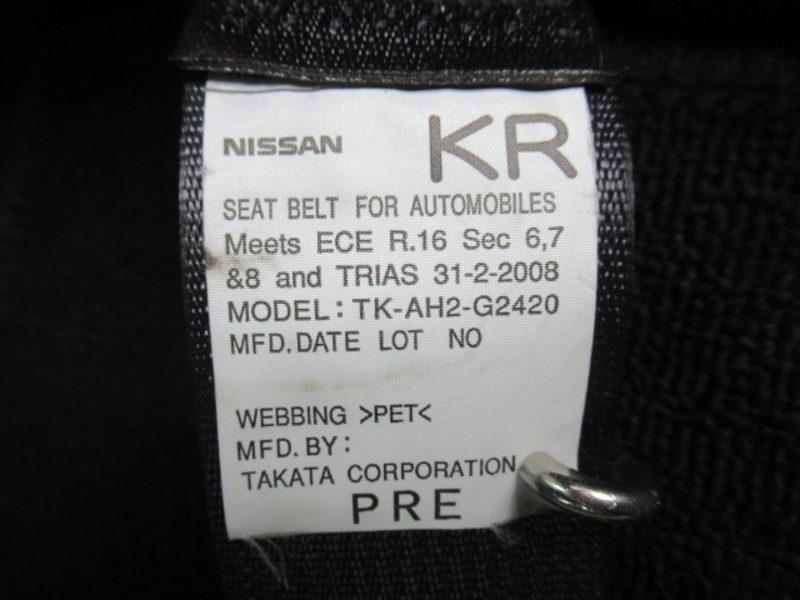 NISSAN KR
SEAT BELT FOR AUTOMOBILES
Meets ECE R.16 Sec 6,7
&8 and TRIAS 31-2-2008
MODEL : TK-AH2-G2420
MFD.DATE LOT NO
WEBBING >PET<
MFD. BY :
TAKATA CORPORATION
PRE